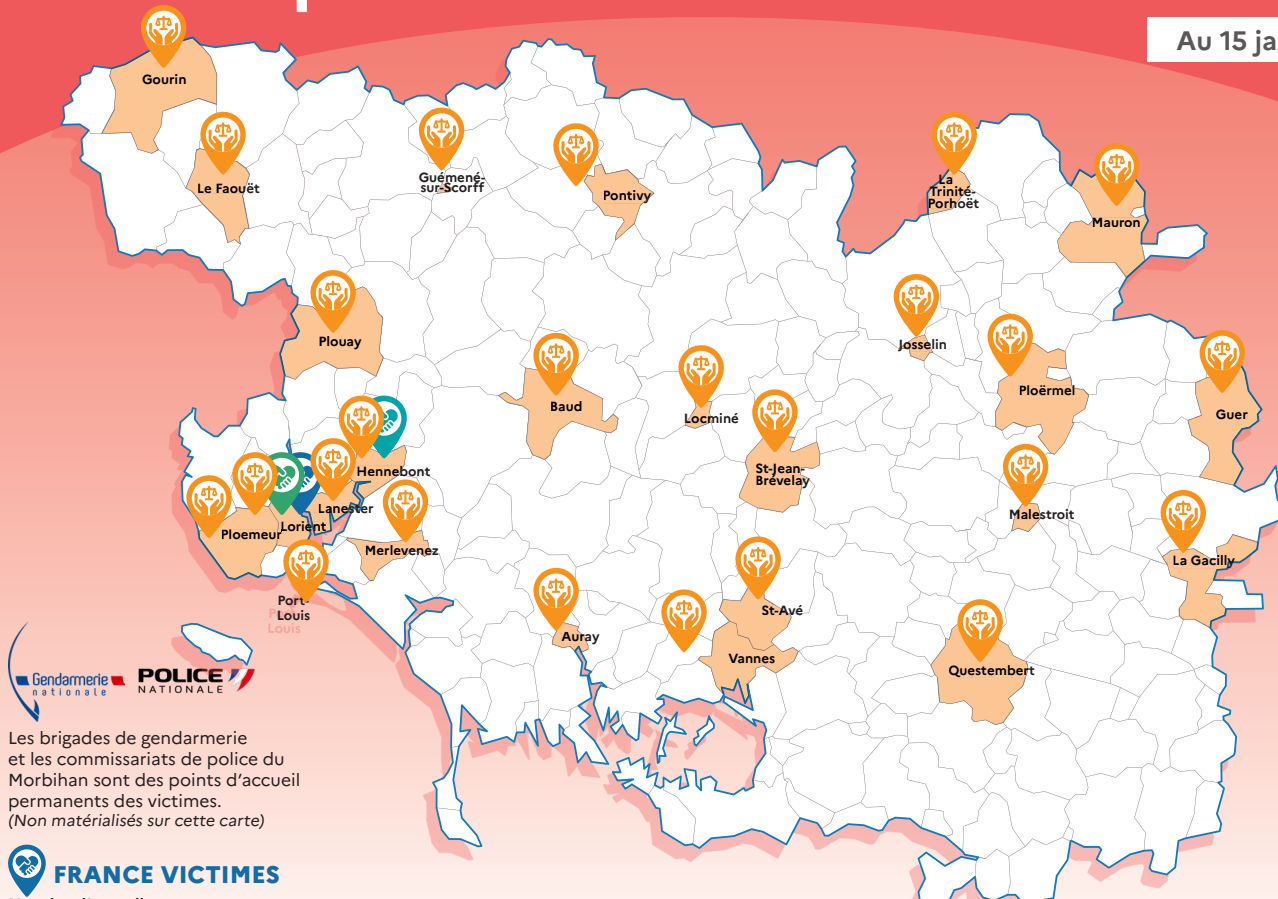 Au 15 ja
Gourin
Le Faouët
Guémené-
sur-Scorff
Pontivy
La
Trinité-
Porhoët
Mauron
Plouay
Josselin
Ploërmel
Baud
Locminé
Guer
Hennebont
St-Jean-
Brévelay
Lanester
Malestroit
Lorient
Ploemeur
Merlevenez
La Gacilly
Port-
Louis
Louis
St-Avé
Auray
Vannes
Questembert
Gendarmerie
nationale
POLICE
NATIONALE
Les brigades de gendarmerie
et les commissariats de police du
Morbihan sont des points d'accueil
permanents des victimes.
(Non matérialisés sur cette carte)
FRANCE VICTIMES